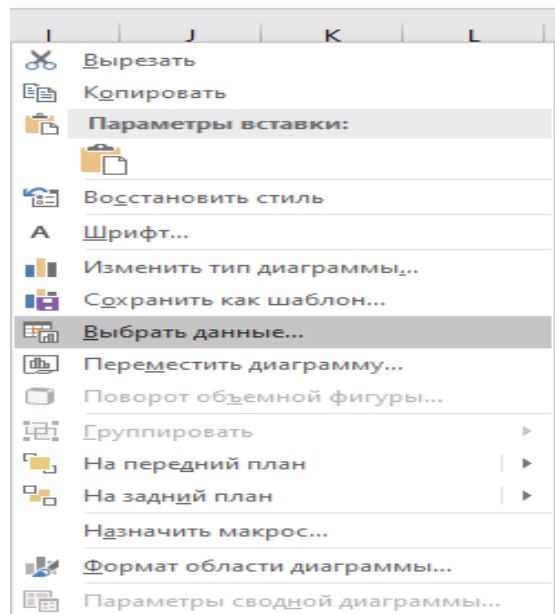 I J K L
Вырезать
Копировать
Параметры вставки:
Восстановить стиль
А Шрифт...
Изменить тип диаграммы...
Сохранить как шаблон...
Выбрать данные...
Переместить диаграмму...
Поворот объемной фигуры...
Группировать
На передний план
На задний план
Назначить макрос...
Формат области диаграммы...
Параметры сводной диаграммы...